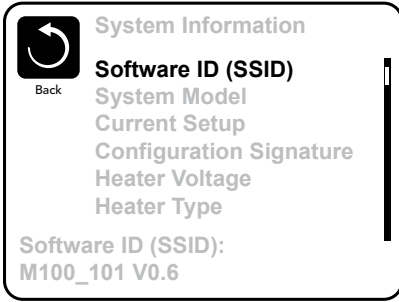 System Information
Back
Software ID (SSID)
System Model
Current Setup
Configuration Signature
Heater Voltage
Heater Type
Software ID (SSID):
M100_101 V0.6